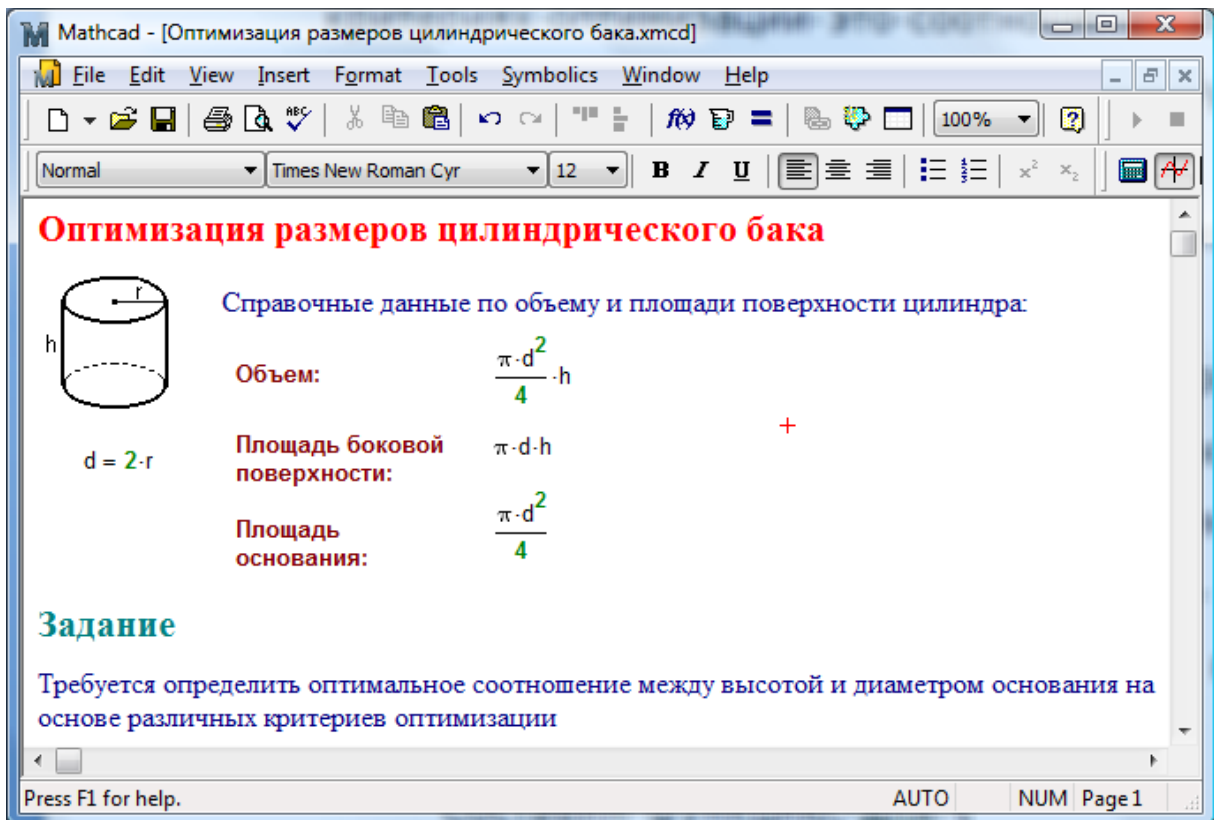 Mathcad - [Оптимизация размеров цилиндрического бака.xmcd]
File Edit View Insert Format Tools Symbolics Window Help
100%
Normal Times New Roman Cyr 12 B I U
Оптимизация размеров цилиндрического бака
r
h
d = 2·r
Справочные данные по объему и площади поверхности цилиндра:
Объем: π·d²/4 ·h
Площадь боковой π·d·h
поверхности:
Площадь π·d²/4
основания:
Задание
Требуется определить оптимальное соотношение между высотой и диаметром основания на
основе различных критериев оптимизации
Press F1 for help. AUTO NUM Page 1